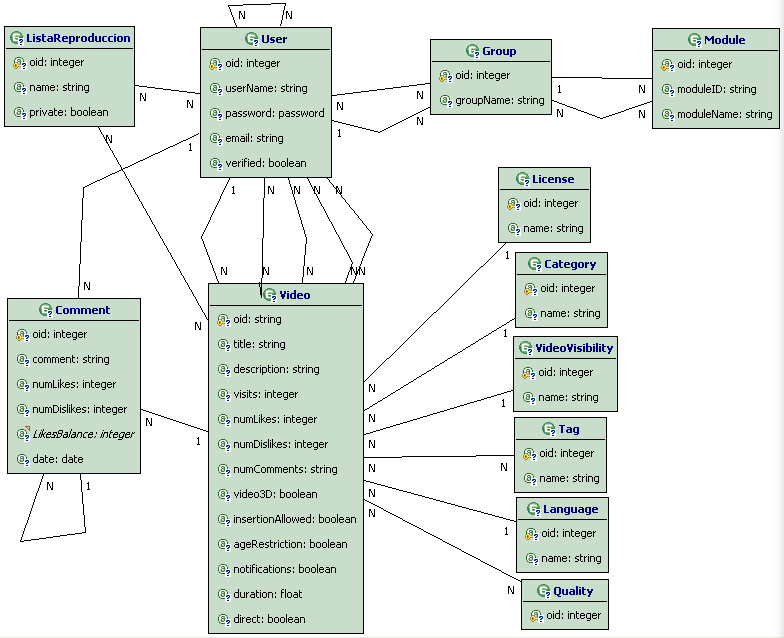 ListaReproduccion
oid: integer
name: string
private: boolean
N
N
N
N
N
N
User
oid: integer
userName: string
password: password
email: string
verified: boolean
N
N
1
N
Group
oid: integer
groupName: string
1
N
N
N
Module
oid: integer
moduleID: string
moduleName: string
1
N
1
N
N
N
N
N
N
N
N
N
Comment
oid: integer
comment: string
numLikes: integer
numDislikes: integer
LikesBalance: integer
date: date
N
1
N
1
Video
oid: string
title: string
description: string
visits: integer
numLikes: integer
numDislikes: integer
numComments: string
video3D: boolean
insertionAllowed: boolean
ageRestriction: boolean
notifications: boolean
duration: float
direct: boolean
N
N
N
N
N
N
License
oid: integer
name: string
1
Category
oid: integer
name: string
1
VideoVisibility
oid: integer
name: string
1
Tag
oid: integer
name: string
N
Language
oid: integer
name: string
1
Quality
oid: integer
N